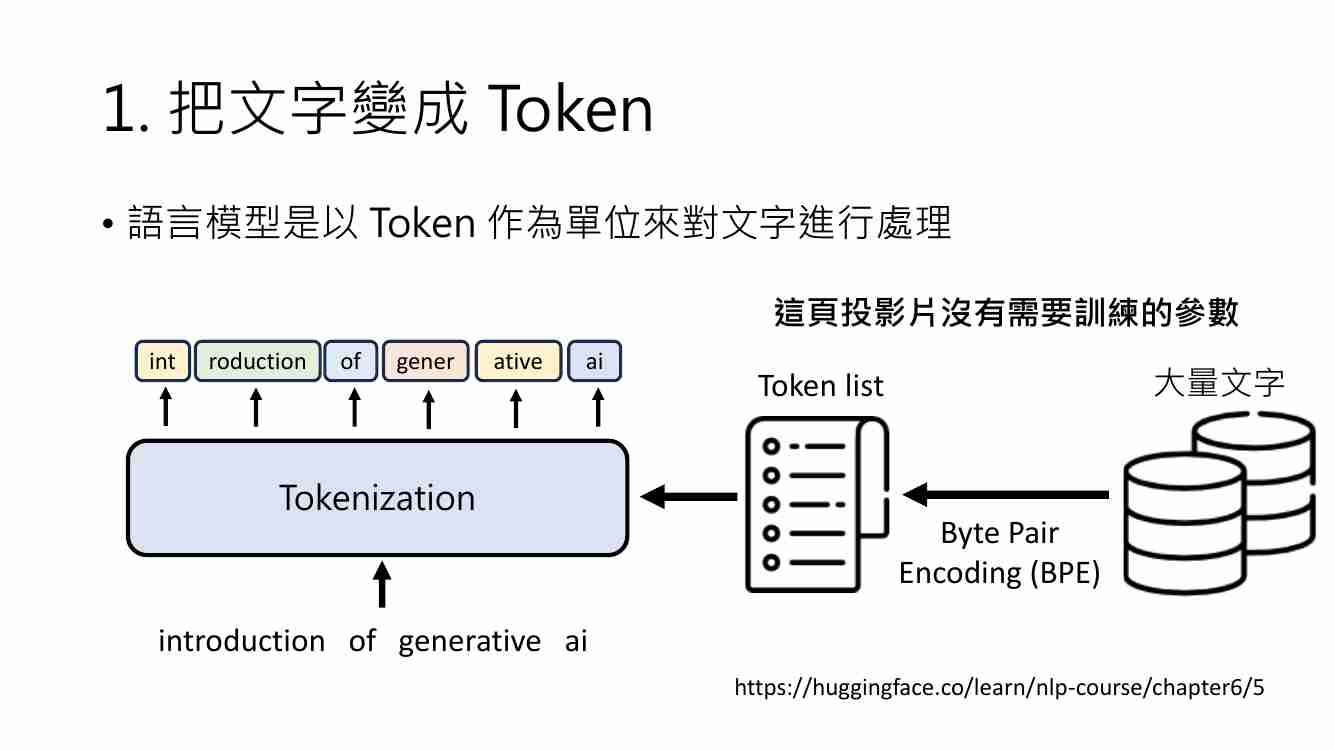 1. 把文字變成 Token
• 語言模型是以 Token 作為單位來對文字進行處理
這頁投影片沒有需要訓練的參數
int roduction of gener ative ai
Token list
大量文字
Tokenization
Byte Pair
Encoding (BPE)
introduction of generative ai
https://huggingface.co/learn/nlp-course/chapter6/5